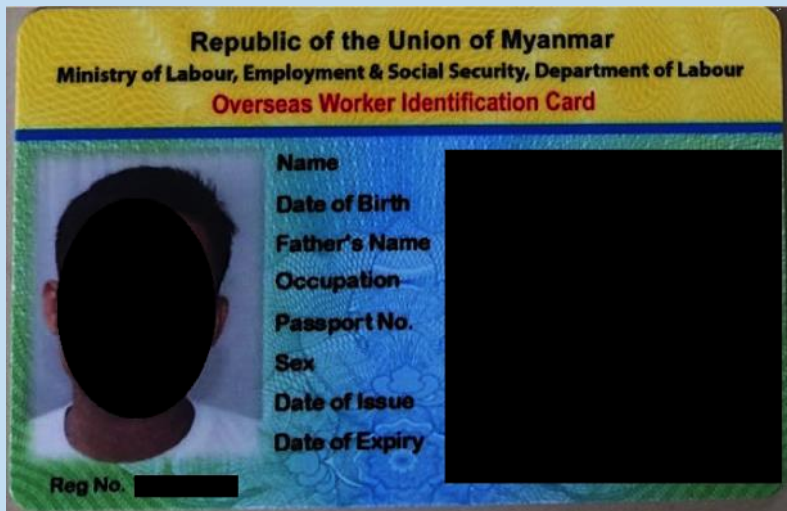 Republic of the Union of Myanmar
Ministry of Labour, Employment & Social Security, Department of Labour
Overseas Worker Identification Card
Name
Date of Birth
Father's Name
Occupation
Passport No.
Sex
Date of Issue
Date of Expiry
Reg No.